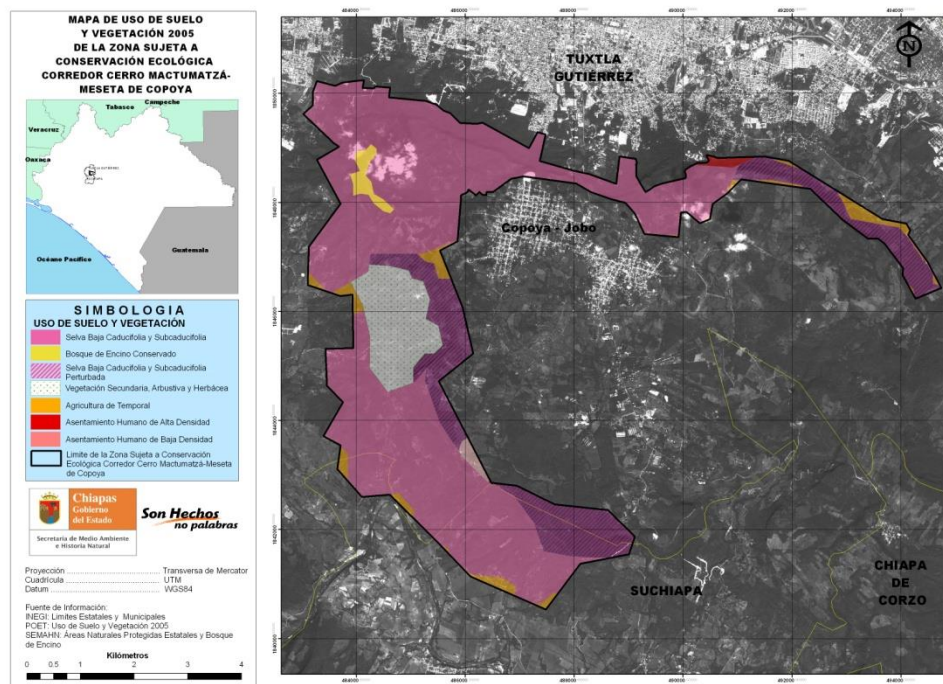 MAPA DE USO DE SUELO
Y VEGETACIÓN 2005
DE LA ZONA SUJETA A
CONSERVACIÓN ECOLÓGICA
CORREDOR CERRO MACTUMATZÁ-
MESETA DE COPOYA
Campeche
Tabasco
Veracruz
Oaxaca
Guatemala
Océano Pacífico
SIMBOLOGIA
USO DE SUELO Y VEGETACIÓN
Selva Baja Caducifolia y Subcaducifolia
Bosque de Encino Conservado
Selva Baja Caducifolia y Subcaducifolia
Perturbada
Vegetación Secundaria, Arbustiva y Herbácea
Agricultura de Temporal
Asentamiento Humano de Alta Densidad
Asentamiento Humano de Baja Densidad
Limite de la Zona Sujeta a Conservación
Ecológica Corredor Cerro Mactumatzá-Meseta
de Copoya
Chiapas
Gobierno
del Estado
Secretaría de Medio Ambiente
e Historia Natural
Son Hechos
no palabras
Proyección ........ Transversa de Mercator
Cuadrícula ........ UTM
Datum ........ WGS84
Fuente de Información:
INEGI: Limites Estatales y Municipales
POET: Uso de Suelo y Vegetación 2005
SEMAHN: Áreas Naturales Protegidas Estatales y Bosque
de Encino
Kilómetros
0 0.5 1 2 3 4
TUXTLA
GUTIÉRREZ
N
Copoya - Jobo
SUCHIAPA
CHIAPA
DE
CORZO